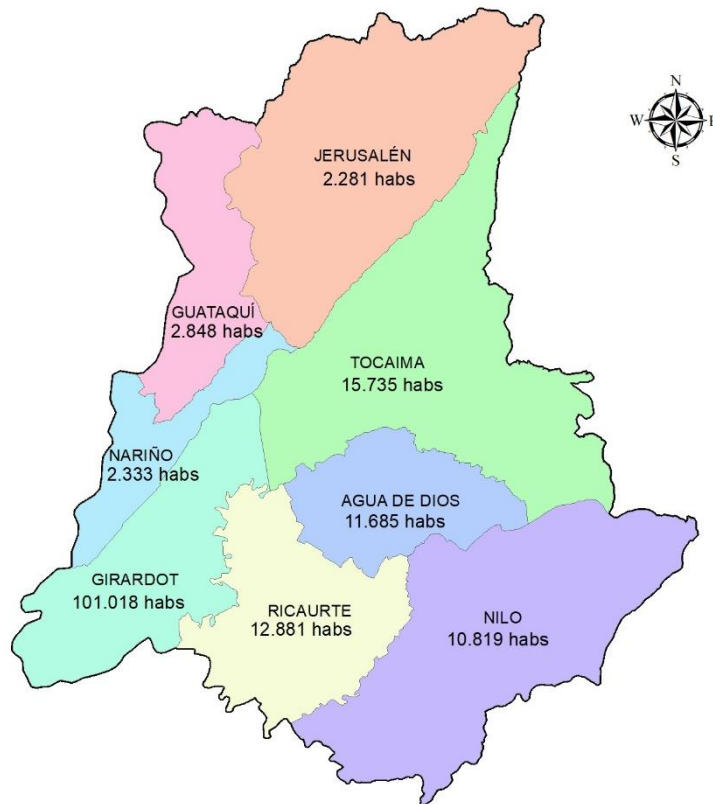 N
W
E
S
JERUSALÉN
2.281 habs
GUATAQUÍ
2.848 habs
TOCAIMA
15.735 habs
NARIÑO
2.333 habs
AGUA DE DIOS
11.685 habs
GIRARDOT
101.018 habs
RICAURTE
12.881 habs
NILO
10.819 habs